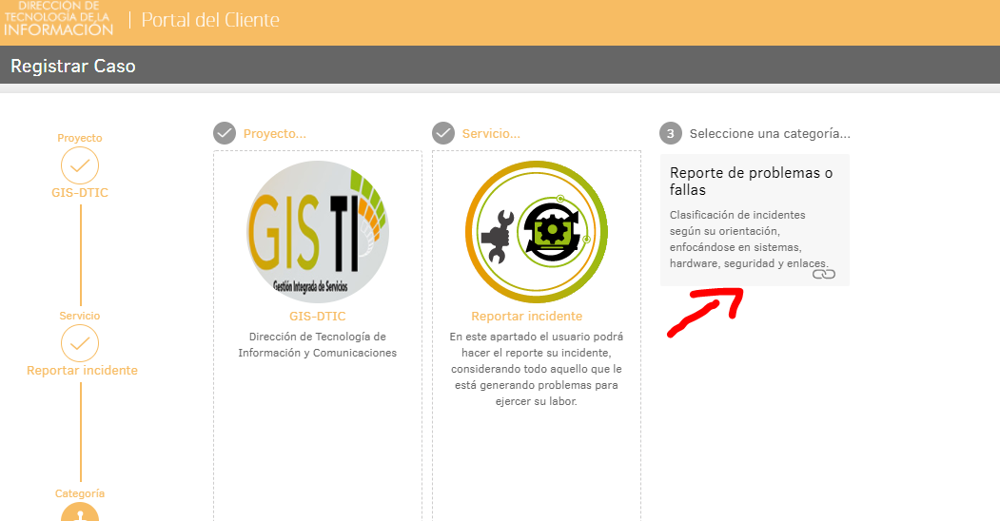 DIRECCIÓN DE
TECNOLOGÍA DE LA
INFORMACIÓN
Portal del Cliente
Registrar Caso
Proyecto
GIS-DTIC
Servicio
Reportar incidente
Categoría
Proyecto...
GIS TI
Gestión Integrada de Servicios
GIS-DTIC
Dirección de Tecnología de
Información y Comunicaciones
Servicio...
Reportar incidente
En este apartado el usuario podrá
hacer el reporte su incidente,
considerando todo aquello que le
está generando problemas para
ejercer su labor.
3 Seleccione una categoría...
Reporte de problemas o
fallas
Clasificación de incidentes
según su orientación,
enfocándose en sistemas,
hardware, seguridad y enlaces.